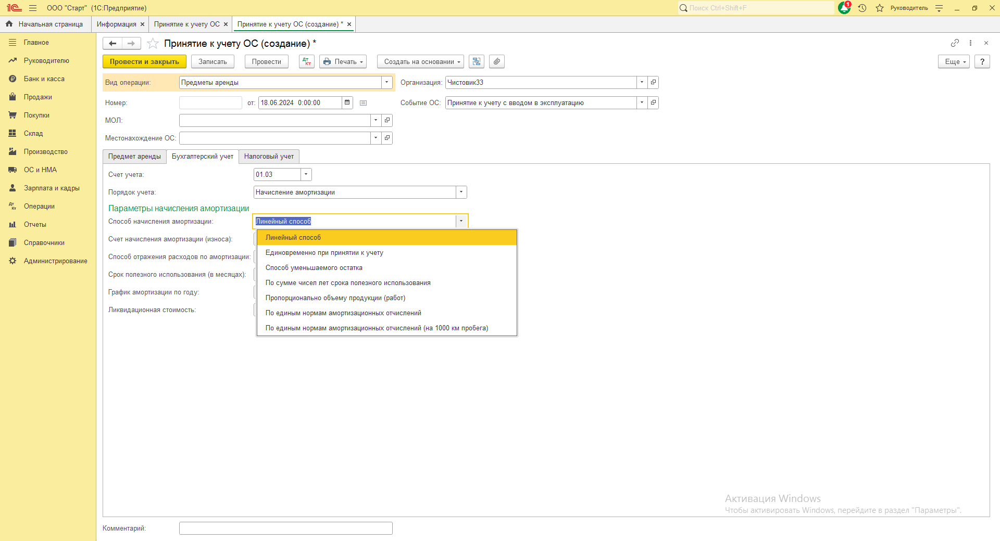 ООО "Старт" (1С:Предприятие)
Поиск Ctrl+Shift+F
1
Руководитель
Начальная страница
Информация
Принятие к учету ОС
Принятие к учету ОС (создание) *
Главное
Руководителю
Банк и касса
Продажи
Покупки
Склад
Производство
ОС и НМА
Зарплата и кадры
Операции
Отчеты
Справочники
Администрирование
Принятие к учету ОС (создание) *
Провести и закрыть
Записать
Провести
Дт Кт
Печать
Создать на основании
Еще
?
Вид операции: Предметы аренды
Организация: Чистовик33
Номер:
от: 18.06.2024 0:00:00
Событие ОС: Принятие к учету с вводом в эксплуатацию
МОЛ:
Местонахождение ОС:
Предмет аренды
Бухгалтерский учет
Налоговый учет
Счет учета: 01.03
Порядок учета: Начисление амортизации
Параметры начисления амортизации
Способ начисления амортизации: Линейный способ
Счет начисления амортизации (износа):
Способ отражения расходов по амортизации:
Срок полезного использования (в месяцах):
График амортизации по году:
Ликвидационная стоимость:
Линейный способ
Единовременно при принятии к учету
Способ уменьшаемого остатка
По сумме чисел лет срока полезного использования
Пропорционально объему продукции (работ)
По единым нормам амортизационных отчислений
По единым нормам амортизационных отчислений (на 1000 км пробега)
Активация Windows
Чтобы активировать Windows, перейдите в раздел "Параметры".
Комментарий: